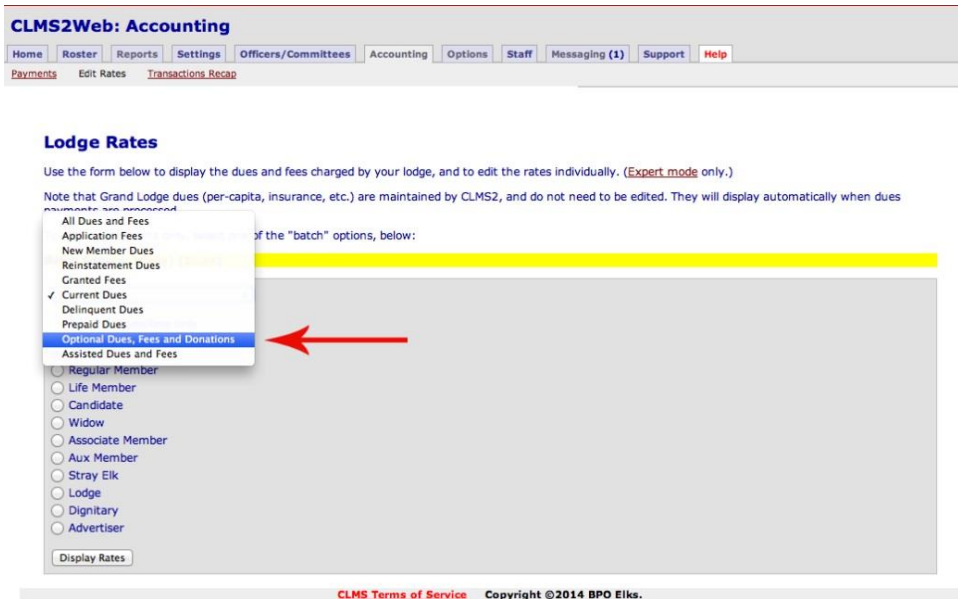 CLMS2Web: Accounting
Home Roster Reports Settings Officers/Committees Accounting Options Staff Messaging (1) Support Help
Payments Edit Rates Transactions Recap
Lodge Rates
Use the form below to display the dues and fees charged by your lodge, and to edit the rates individually. (Expert mode only.)
Note that Grand Lodge dues (per-capita, insurance, etc.) are maintained by CLMS2, and do not need to be edited. They will display automatically when dues
payments are processed.
of the "batch" options, below:
All Dues and Fees
Application Fees
New Member Dues
Reinstatement Dues
Granted Fees
✓ Current Dues
Delinquent Dues
Prepaid Dues
Optional Dues, Fees and Donations
Assisted Dues and Fees
Regular Member
Life Member
Candidate
Widow
Associate Member
Aux Member
Stray Elk
Lodge
Dignitary
Advertiser
Display Rates
CLMS Terms of Service Copyright ©2014 BPO Elks.